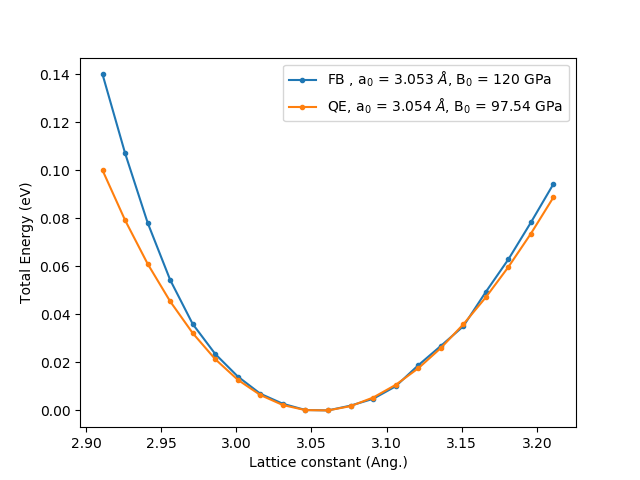 FB , a₀ = 3.053 Å, B₀ = 120 GPa
QE, a₀ = 3.054 Å, B₀ = 97.54 GPa
Total Energy (eV)
0.14
0.12
0.10
0.08
0.06
0.04
0.02
0.00
2.90 2.95 3.00 3.05 3.10 3.15 3.20
Lattice constant (Ang.)